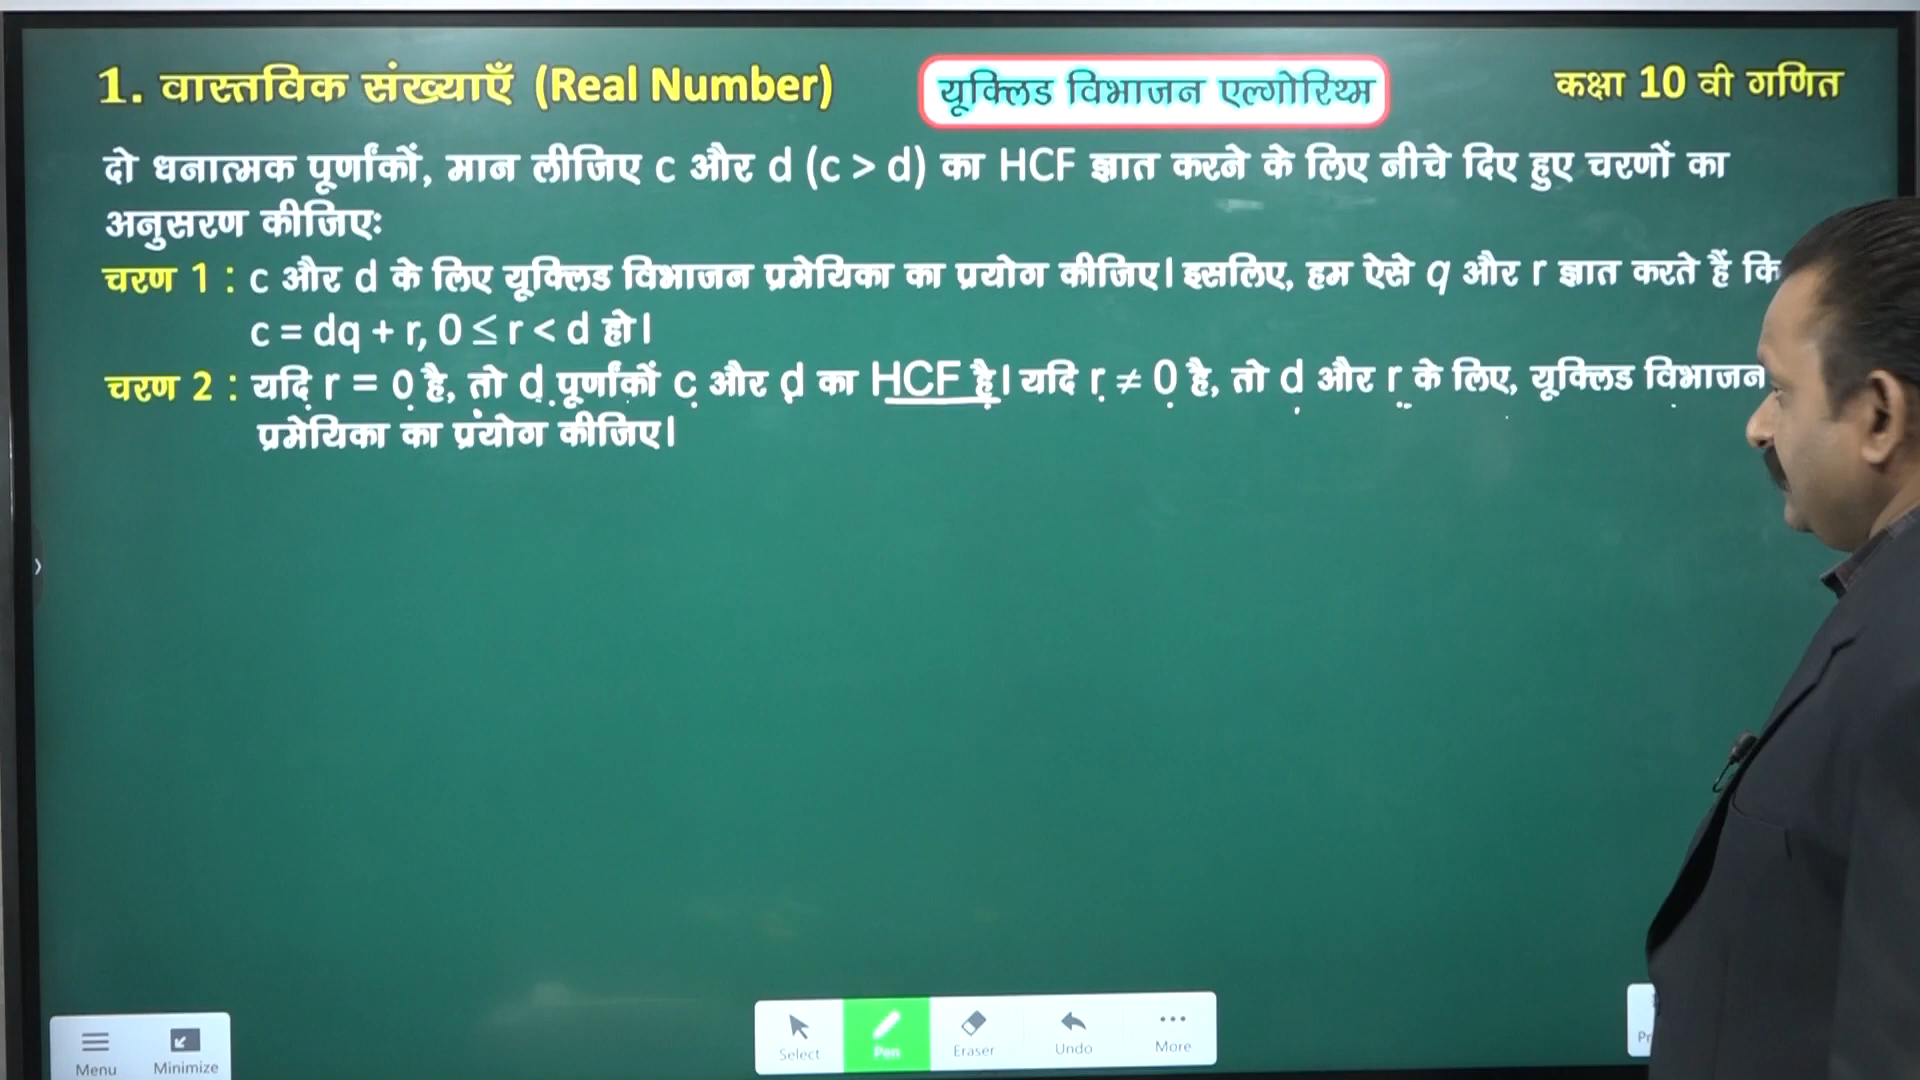 1. वास्तविक संख्याएँ (Real Number)
यूक्लिड विभाजन एल्गोरिथ्म
कक्षा 10 वी गणित
दो धनात्मक पूर्णांकों, मान लीजिए c और d (c > d) का HCF ज्ञात करने के लिए नीचे दिए हुए चरणों का
अनुसरण कीजिएः
चरण 1 : c और d के लिए यूक्लिड विभाजन प्रमेयिका का प्रयोग कीजिए। इसलिए, हम ऐसे q और r ज्ञात करते हैं कि
c = dq + r, 0 ≤ r < d हो।
चरण 2 : यदि r = 0 है, तो d पूर्णांकों c और d का HCF है। यदि r ≠ 0 है, तो d और r के लिए, यूक्लिड विभाजन
प्रमेयिका का प्रयोग कीजिए।
Menu
Minimize
Select
Pen
Eraser
Undo
More